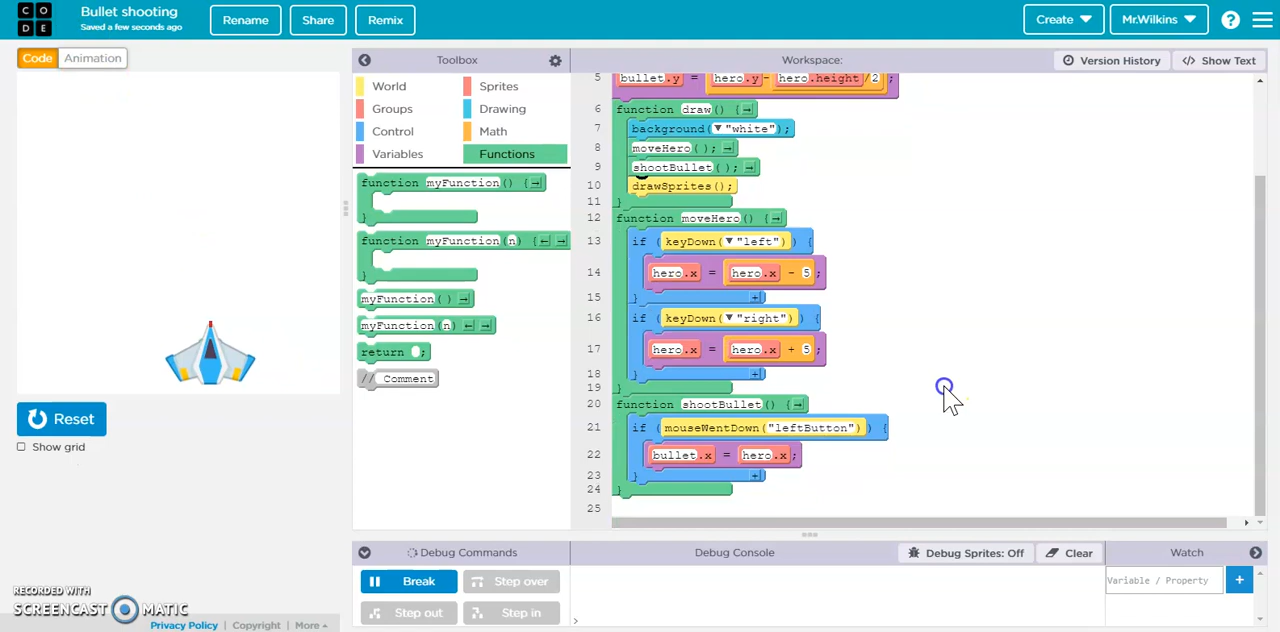 CO
DE
Bullet shooting
Saved a few seconds ago
Rename
Share
Remix
Create
Mr.Wilkins
?
Code
Animation
Toolbox
Workspace:
Version History
</> Show Text
World
Sprites
Groups
Drawing
Control
Math
Variables
Functions
function myFunction() {
}
function myFunction(n) {
}
myFunction()
myFunction(n)
return ;
// Comment
5 bullet.y = hero.y- hero.height/2 ;
6 function draw() {
7 background( "white");
8 moveHero();
9 shootBullet();
10 drawSprites();
11 }
12 function moveHero() {
13 if ( keyDown( "left") ) {
14 hero.x = hero.x - 5;
15 }
16 if ( keyDown( "right") ) {
17 hero.x = hero.x + 5;
18 }
19 }
20 function shootBullet() {
21 if ( mouseWentDown("leftButton") ) {
22 bullet.x = hero.x;
23 }
24 }
25
Reset
Show grid
Debug Commands
Debug Console
Debug Sprites: Off
Clear
Watch
Break
Step over
Step out
Step in
Variable / Property
+
>
RECORDED WITH
SCREENCAST MATIC
Privacy Policy | Copyright | More